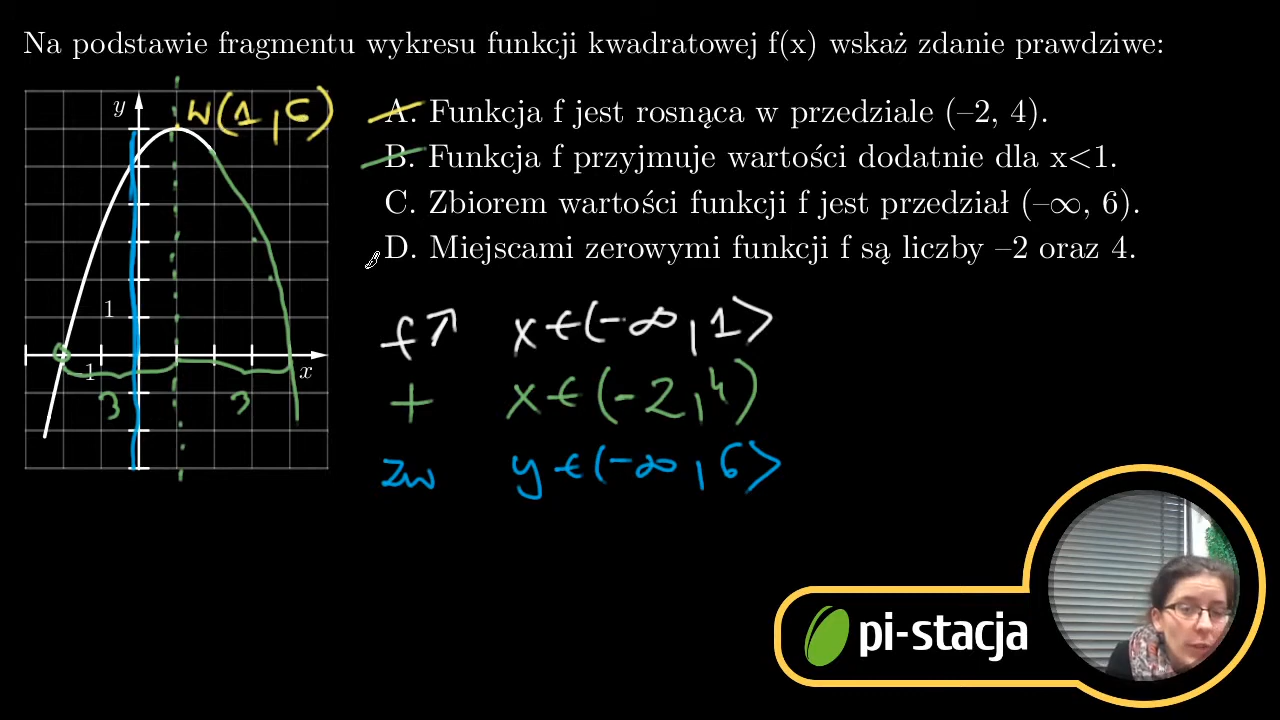 Na podstawie fragmentu wykresu funkcji kwadratowej f(x) wskaż zdanie prawdziwe:
y
W(1,6)
A. Funkcja f jest rosnąca w przedziale (–2, 4).
B. Funkcja f przyjmuje wartości dodatnie dla x<1.
C. Zbiorem wartości funkcji f jest przedział (–∞, 6).
D. Miejscami zerowymi funkcji f są liczby –2 oraz 4.
1
1
x
3
3
f↗ x∈(-∞,1>
+ x∈(-2,4)
zw y∈(-∞,6>
pi-stacja